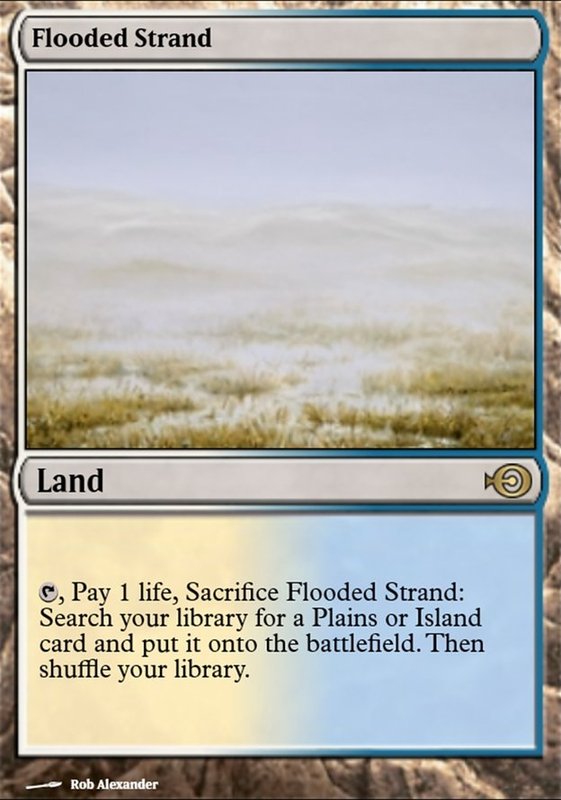 Flooded Strand
Land
, Pay 1 life, Sacrifice Flooded Strand:
Search your library for a Plains or Island
card and put it onto the battlefield. Then
shuffle your library.
Rob Alexander